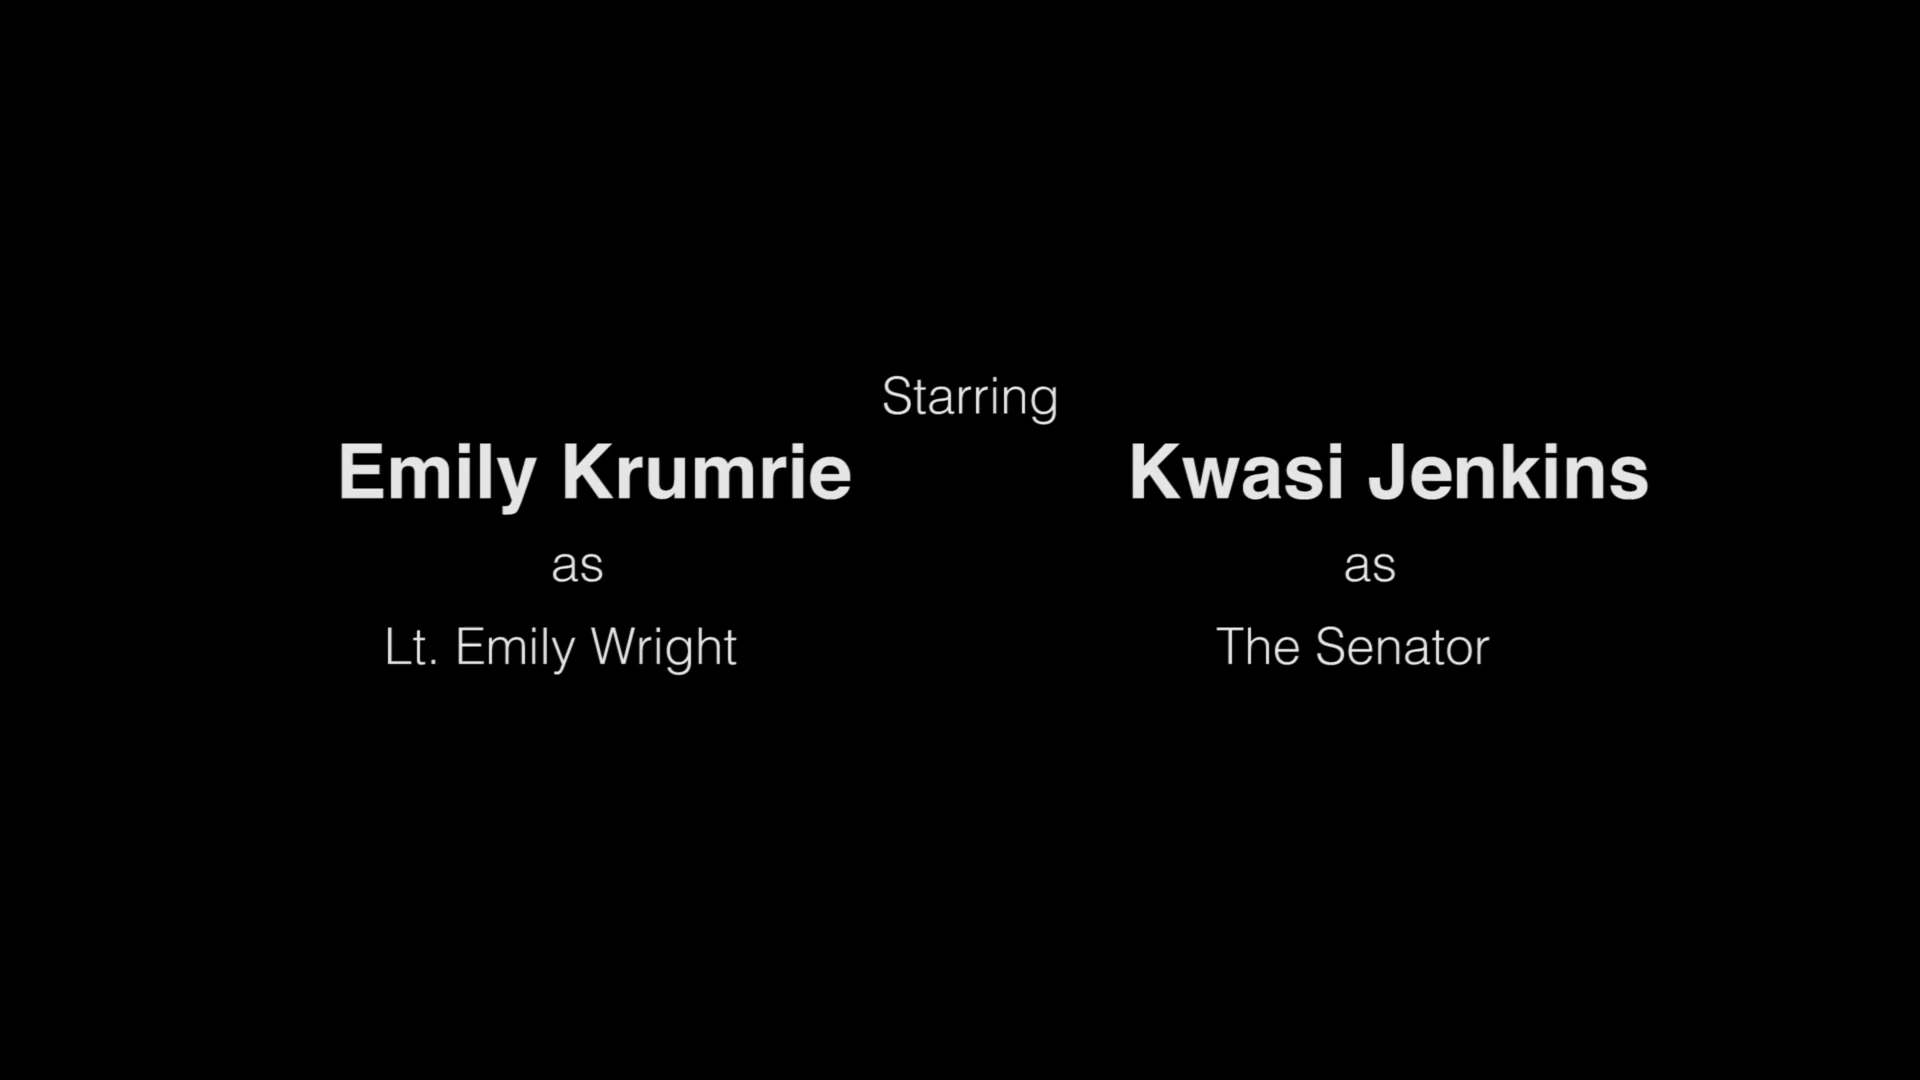 Starring
Emily Krumrie Kwasi Jenkins
as as
Lt. Emily Wright The Senator